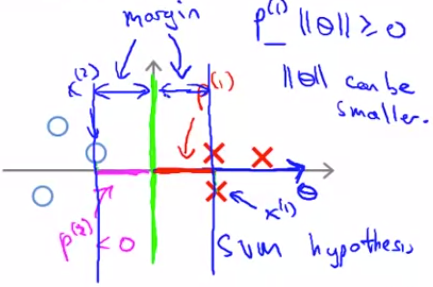 margin
p^(1) ||θ|| ≥ 0
||θ|| can be
smaller.
x^(2)
p^(1)
θ
x^(1)
p^(2) < 0
SVM hypothesis